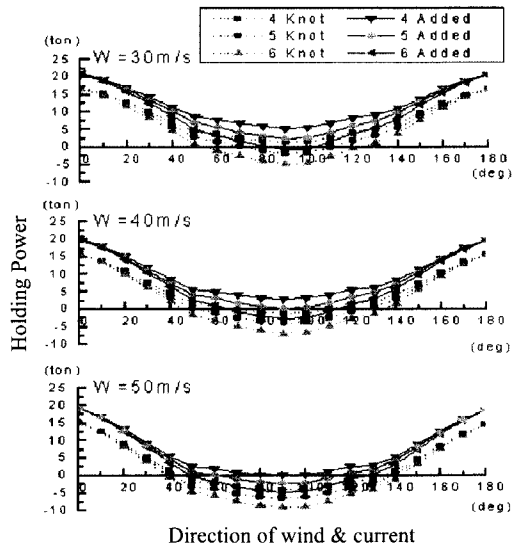 4 Knot 4 Added
5 Knot 5 Added
6 Knot 6 Added
(ton)
W=30m/s
25
20
15
10
5
0
-5
-10
0 20 40 60 80 100 120 140 160 180
(deg)
(ton)
W=40m/s
25
20
15
10
5
0
-5
-10
0 20 40 60 80 100 120 140 160 180
(deg)
(ton)
W=50m/s
25
20
15
10
5
0
-5
-10
0 20 40 60 80 100 120 140 160 180
Holding Power
Direction of wind & current